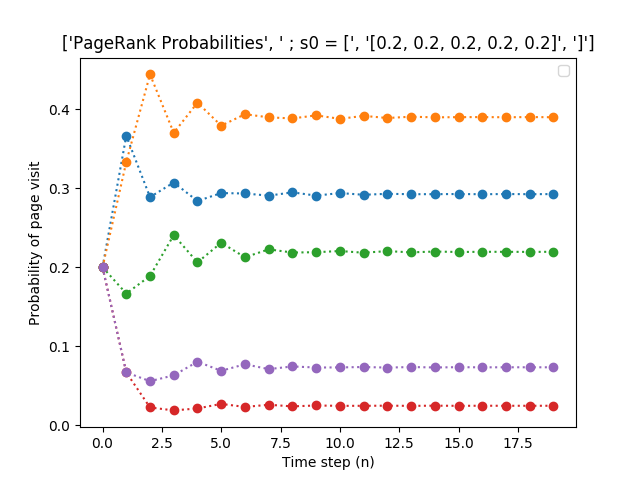 ['PageRank Probabilities', ' ; s0 = [', '[0.2, 0.2, 0.2, 0.2, 0.2]', ']']
Probability of page visit
0.4
0.3
0.2
0.1
0.0
0.0 2.5 5.0 7.5 10.0 12.5 15.0 17.5
Time step (n)